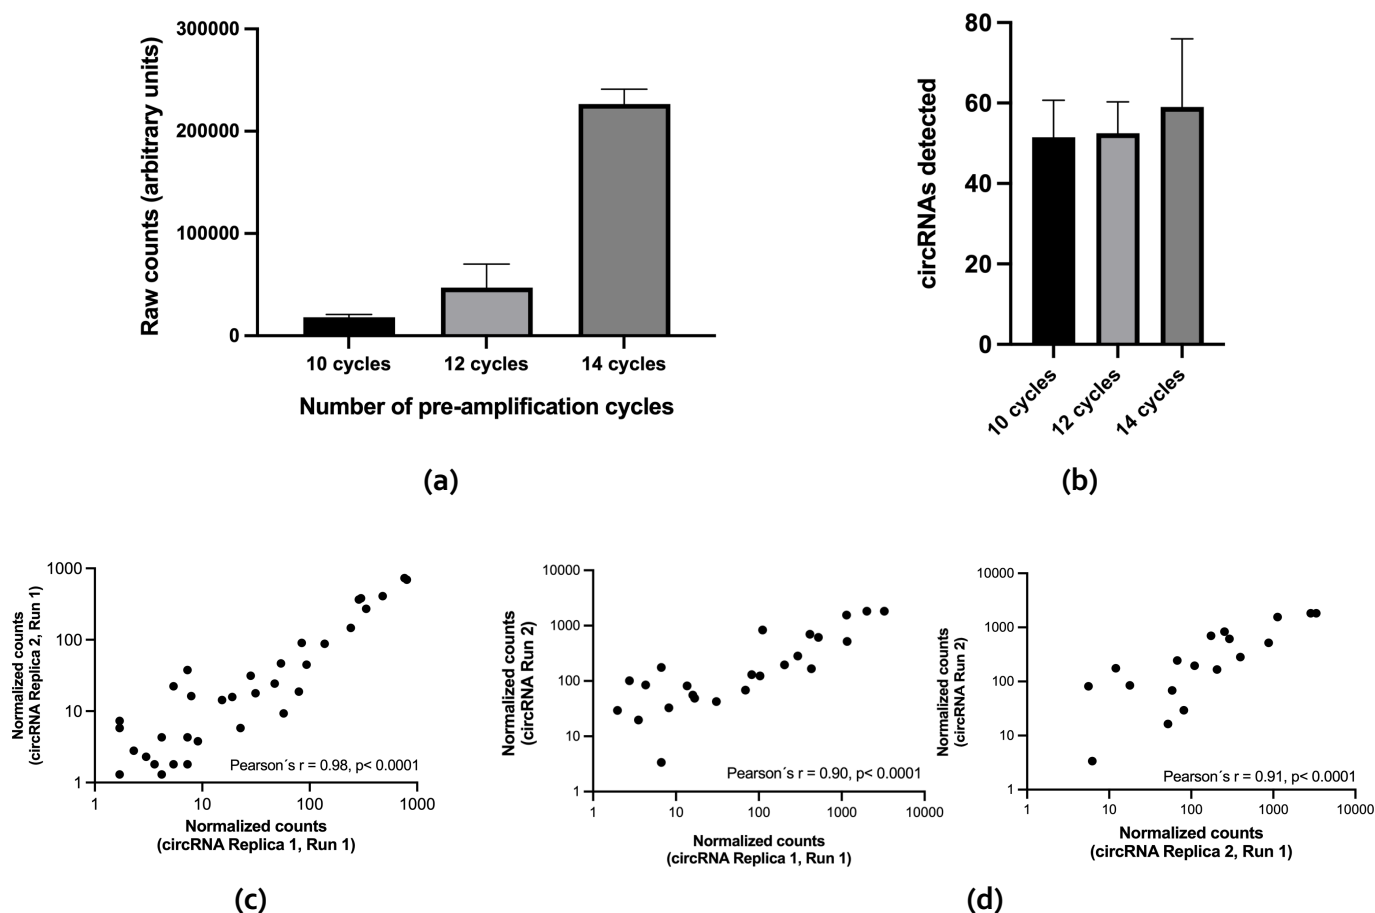 300000
200000
100000
0
Raw counts (arbitrary units)
10 cycles
12 cycles
14 cycles
Number of pre-amplification cycles
(a)
80
60
40
20
0
circRNAs detected
10 cycles
12 cycles
14 cycles
(b)
1000
100
10
1
Normalized counts
(circRNA Replica 2, Run 1)
Pearson´s r = 0.98, p< 0.0001
1
10
100
1000
Normalized counts
(circRNA Replica 1, Run 1)
(c)
10000
1000
100
10
1
Normalized counts
(circRNA Run 2)
Pearson´s r = 0.90, p< 0.0001
1
10
100
1000
10000
Normalized counts
(circRNA Replica 1, Run 1)
10000
1000
100
10
1
Normalized counts
(circRNA Run 2)
Pearson´s r = 0.91, p< 0.0001
1
10
100
1000
10000
Normalized counts
(circRNA Replica 2, Run 1)
(d)